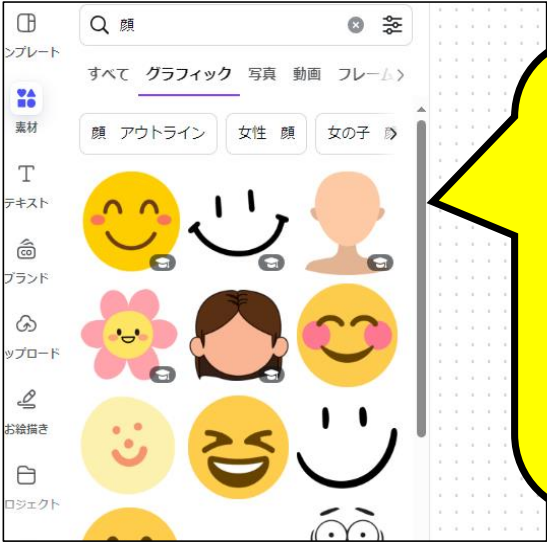 顔
すべて グラフィック 写真 動画 フレーム
顔 アウトライン 女性 顔 女の子 顔
ンプレート
素材
テキスト
ブランド
ップロード
お絵描き
ロジェクト